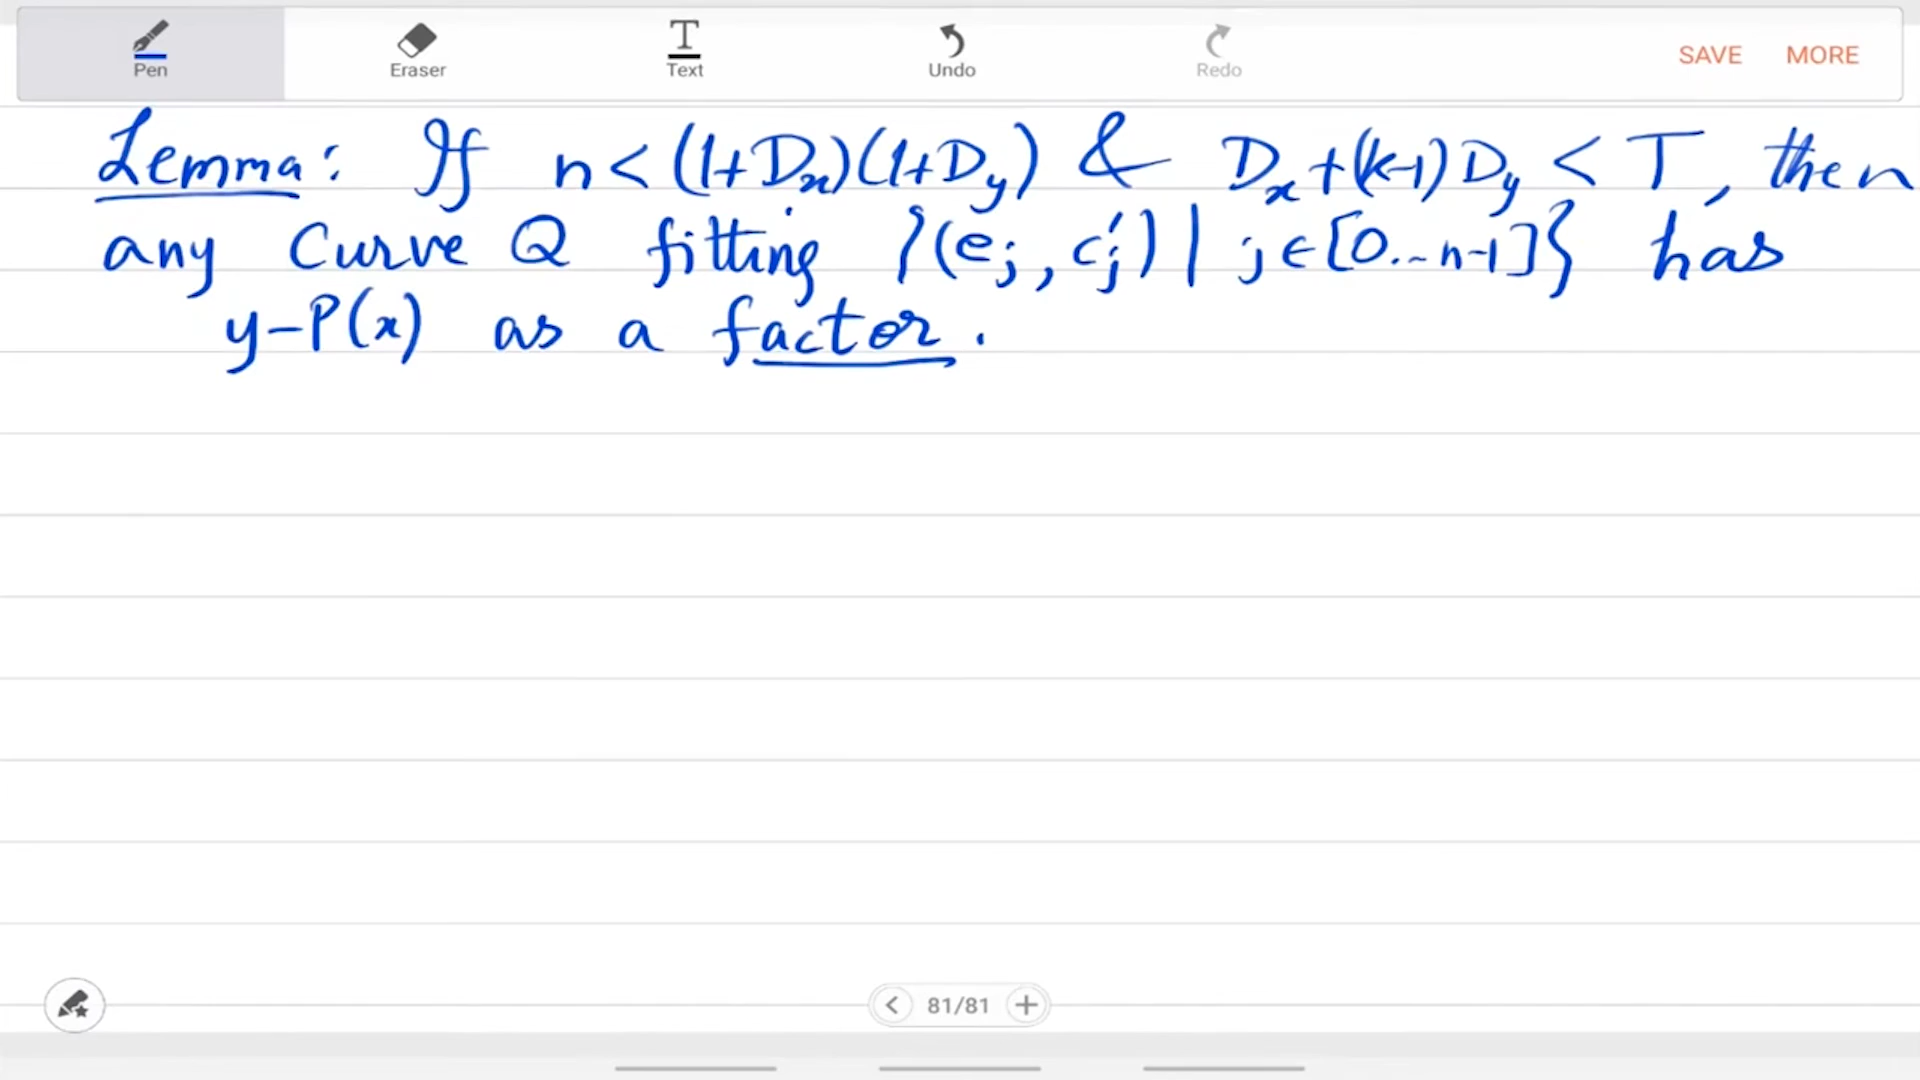 Pen Eraser Text Undo Redo SAVE MORE
Lemma: If n<(1+Dx)(1+Dy) & Dx+(k-1)Dy < T, then
any Curve Q fitting {(ej, c'j) | j∈[0..n-1]} has
y-P(x) as a factor.
81/81